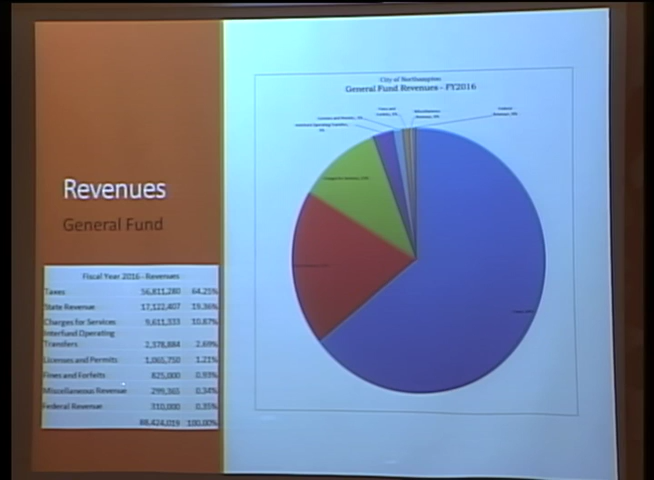 City of Northampton
General Fund Revenues - FY2016
Revenues
General Fund
Fiscal Year 2016 - Revenues
Taxes 56,811,280 64.25%
State Revenue 17,122,407 19.36%
Charges for Services 9,611,333 10.87%
Interfund Operating
Transfers 2,378,884 2.69%
Licenses and Permits 1,065,750 1.21%
Fines and Forfeits 825,000 0.93%
Miscellaneous Revenue 299,365 0.34%
Federal Revenue 310,000 0.35%
88,424,019 100.00%